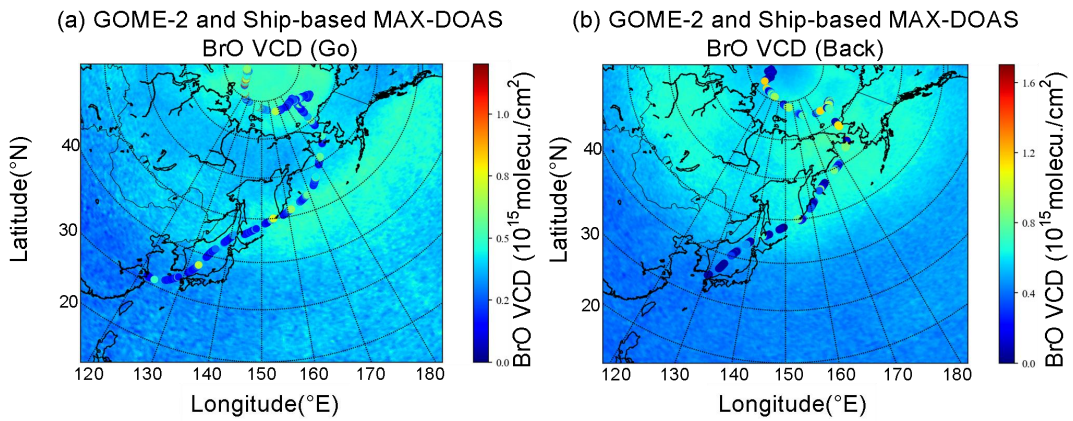 (a) GOME-2 and Ship-based MAX-DOAS
BrO VCD (Go)
Latitude(°N)
40
30
20
120 130 140 150 160 170 180
Longitude(°E)
1.0
0.8
0.5
0.2
0.0
BrO VCD (10¹⁵molecu./cm²)
(b) GOME-2 and Ship-based MAX-DOAS
BrO VCD (Back)
Latitude(°N)
40
30
20
120 130 140 150 160 170 180
Longitude(°E)
1.6
1.2
0.8
0.4
0.0
BrO VCD (10¹⁵molecu./cm²)